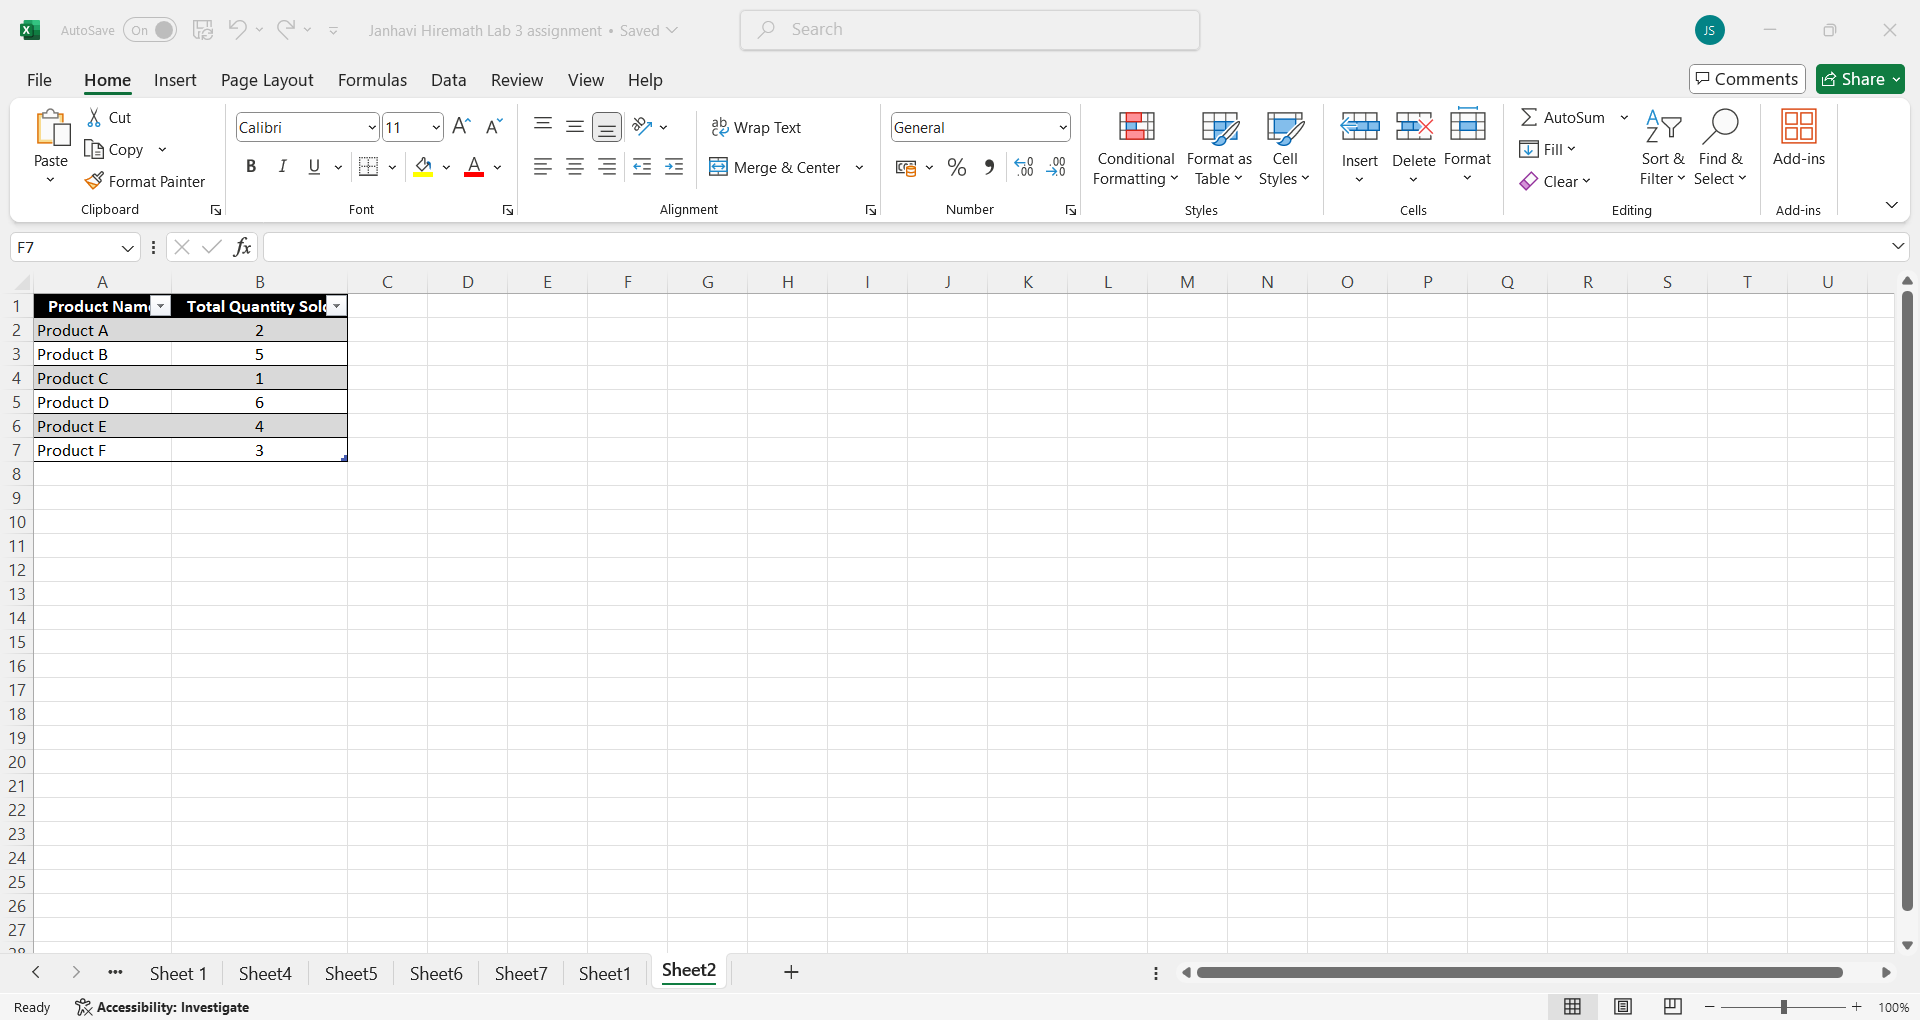 AutoSave On Janhavi Hiremath Lab 3 assignment • Saved Search JS
File Home Insert Page Layout Formulas Data Review View Help Comments Share
Paste Cut Copy Format Painter Clipboard
Calibri 11 A A B I U A Font
ab Wrap Text Merge & Center Alignment
General % , .00 .00 Number
Conditional Formatting Format as Table Cell Styles Styles
Insert Delete Format Cells
AutoSum Fill Clear Sort & Filter Find & Select Editing
Add-ins Add-ins
F7 fx
A B C D E F G H I J K L M N O P Q R S T U
1 Product Name Total Quantity Sold
2 Product A 2
3 Product B 5
4 Product C 1
5 Product D 6
6 Product E 4
7 Product F 3
8
9
10
11
12
13
14
15
16
17
18
19
20
21
22
23
24
25
26
27
28
Sheet 1 Sheet4 Sheet5 Sheet6 Sheet7 Sheet1 Sheet2
Ready Accessibility: Investigate 100%